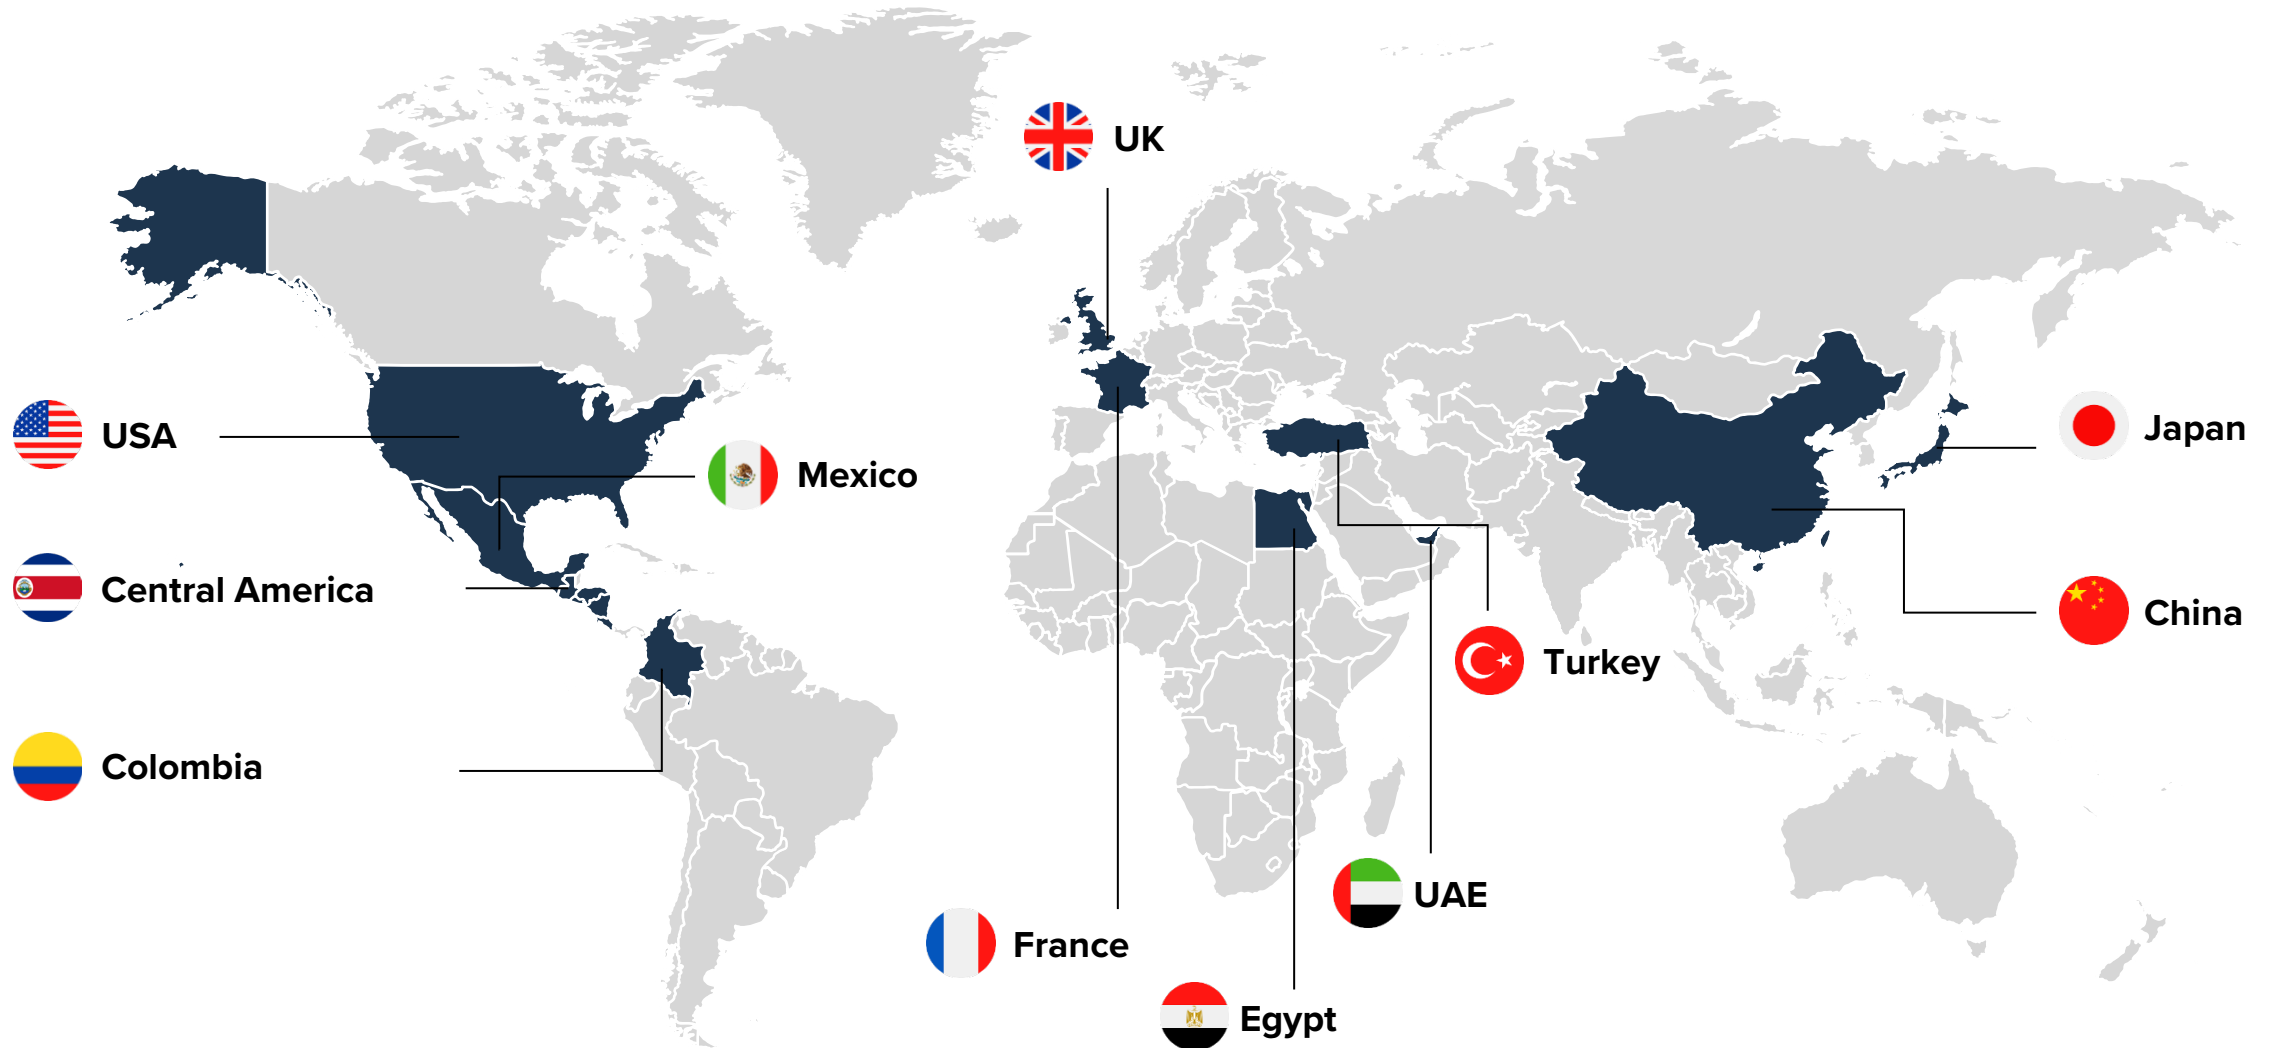 UK
USA
Mexico
Japan
Central America
China
Turkey
Colombia
UAE
France
Egypt